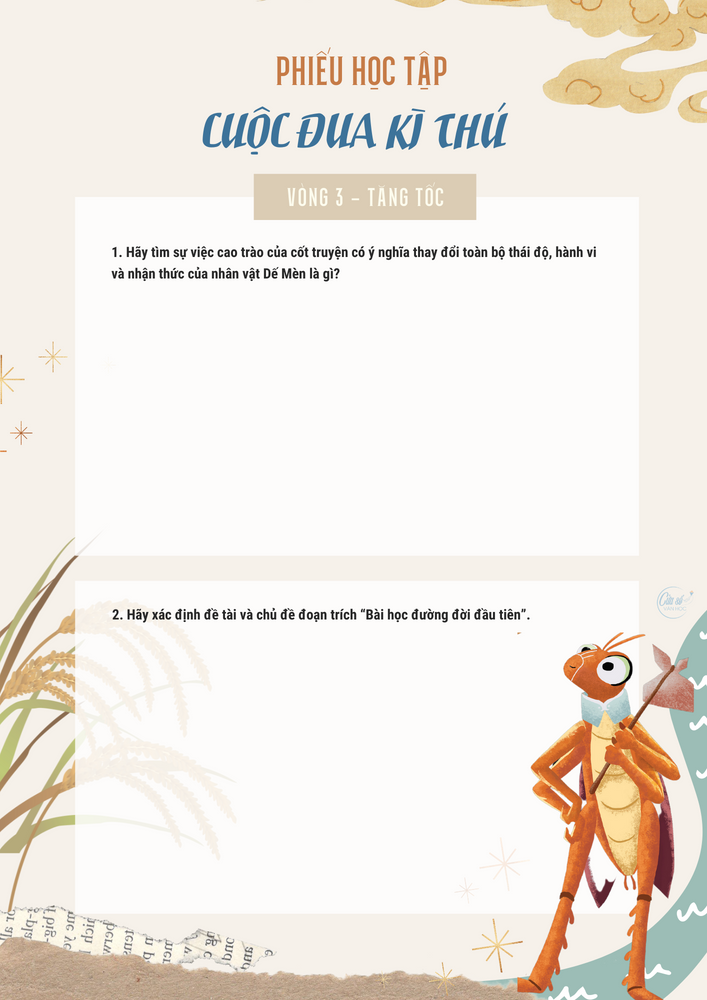 PHIẾU HỌC TẬP
CUỘC ĐUA KÌ THÚ
VÒNG 3 – TĂNG TỐC
1. Hãy tìm sự việc cao trào của cốt truyện có ý nghĩa thay đổi toàn bộ thái độ, hành vi
và nhận thức của nhân vật Dế Mèn là gì?
2. Hãy xác định đề tài và chủ đề đoạn trích “Bài học đường đời đầu tiên”.